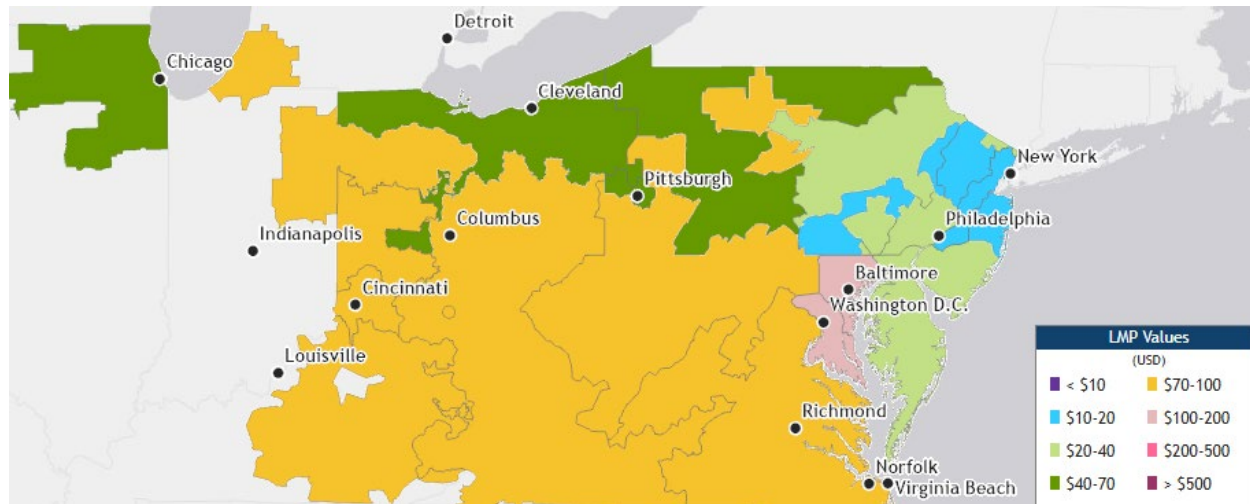 Detroit
Chicago
Cleveland
New York
Pittsburgh
Philadelphia
Columbus
Indianapolis
Baltimore
Cincinnati
Washington D.C.
Louisville
Richmond
Norfolk
Virginia Beach
LMP Values
(USD)
< $10
$10-20
$20-40
$40-70
$70-100
$100-200
$200-500
> $500